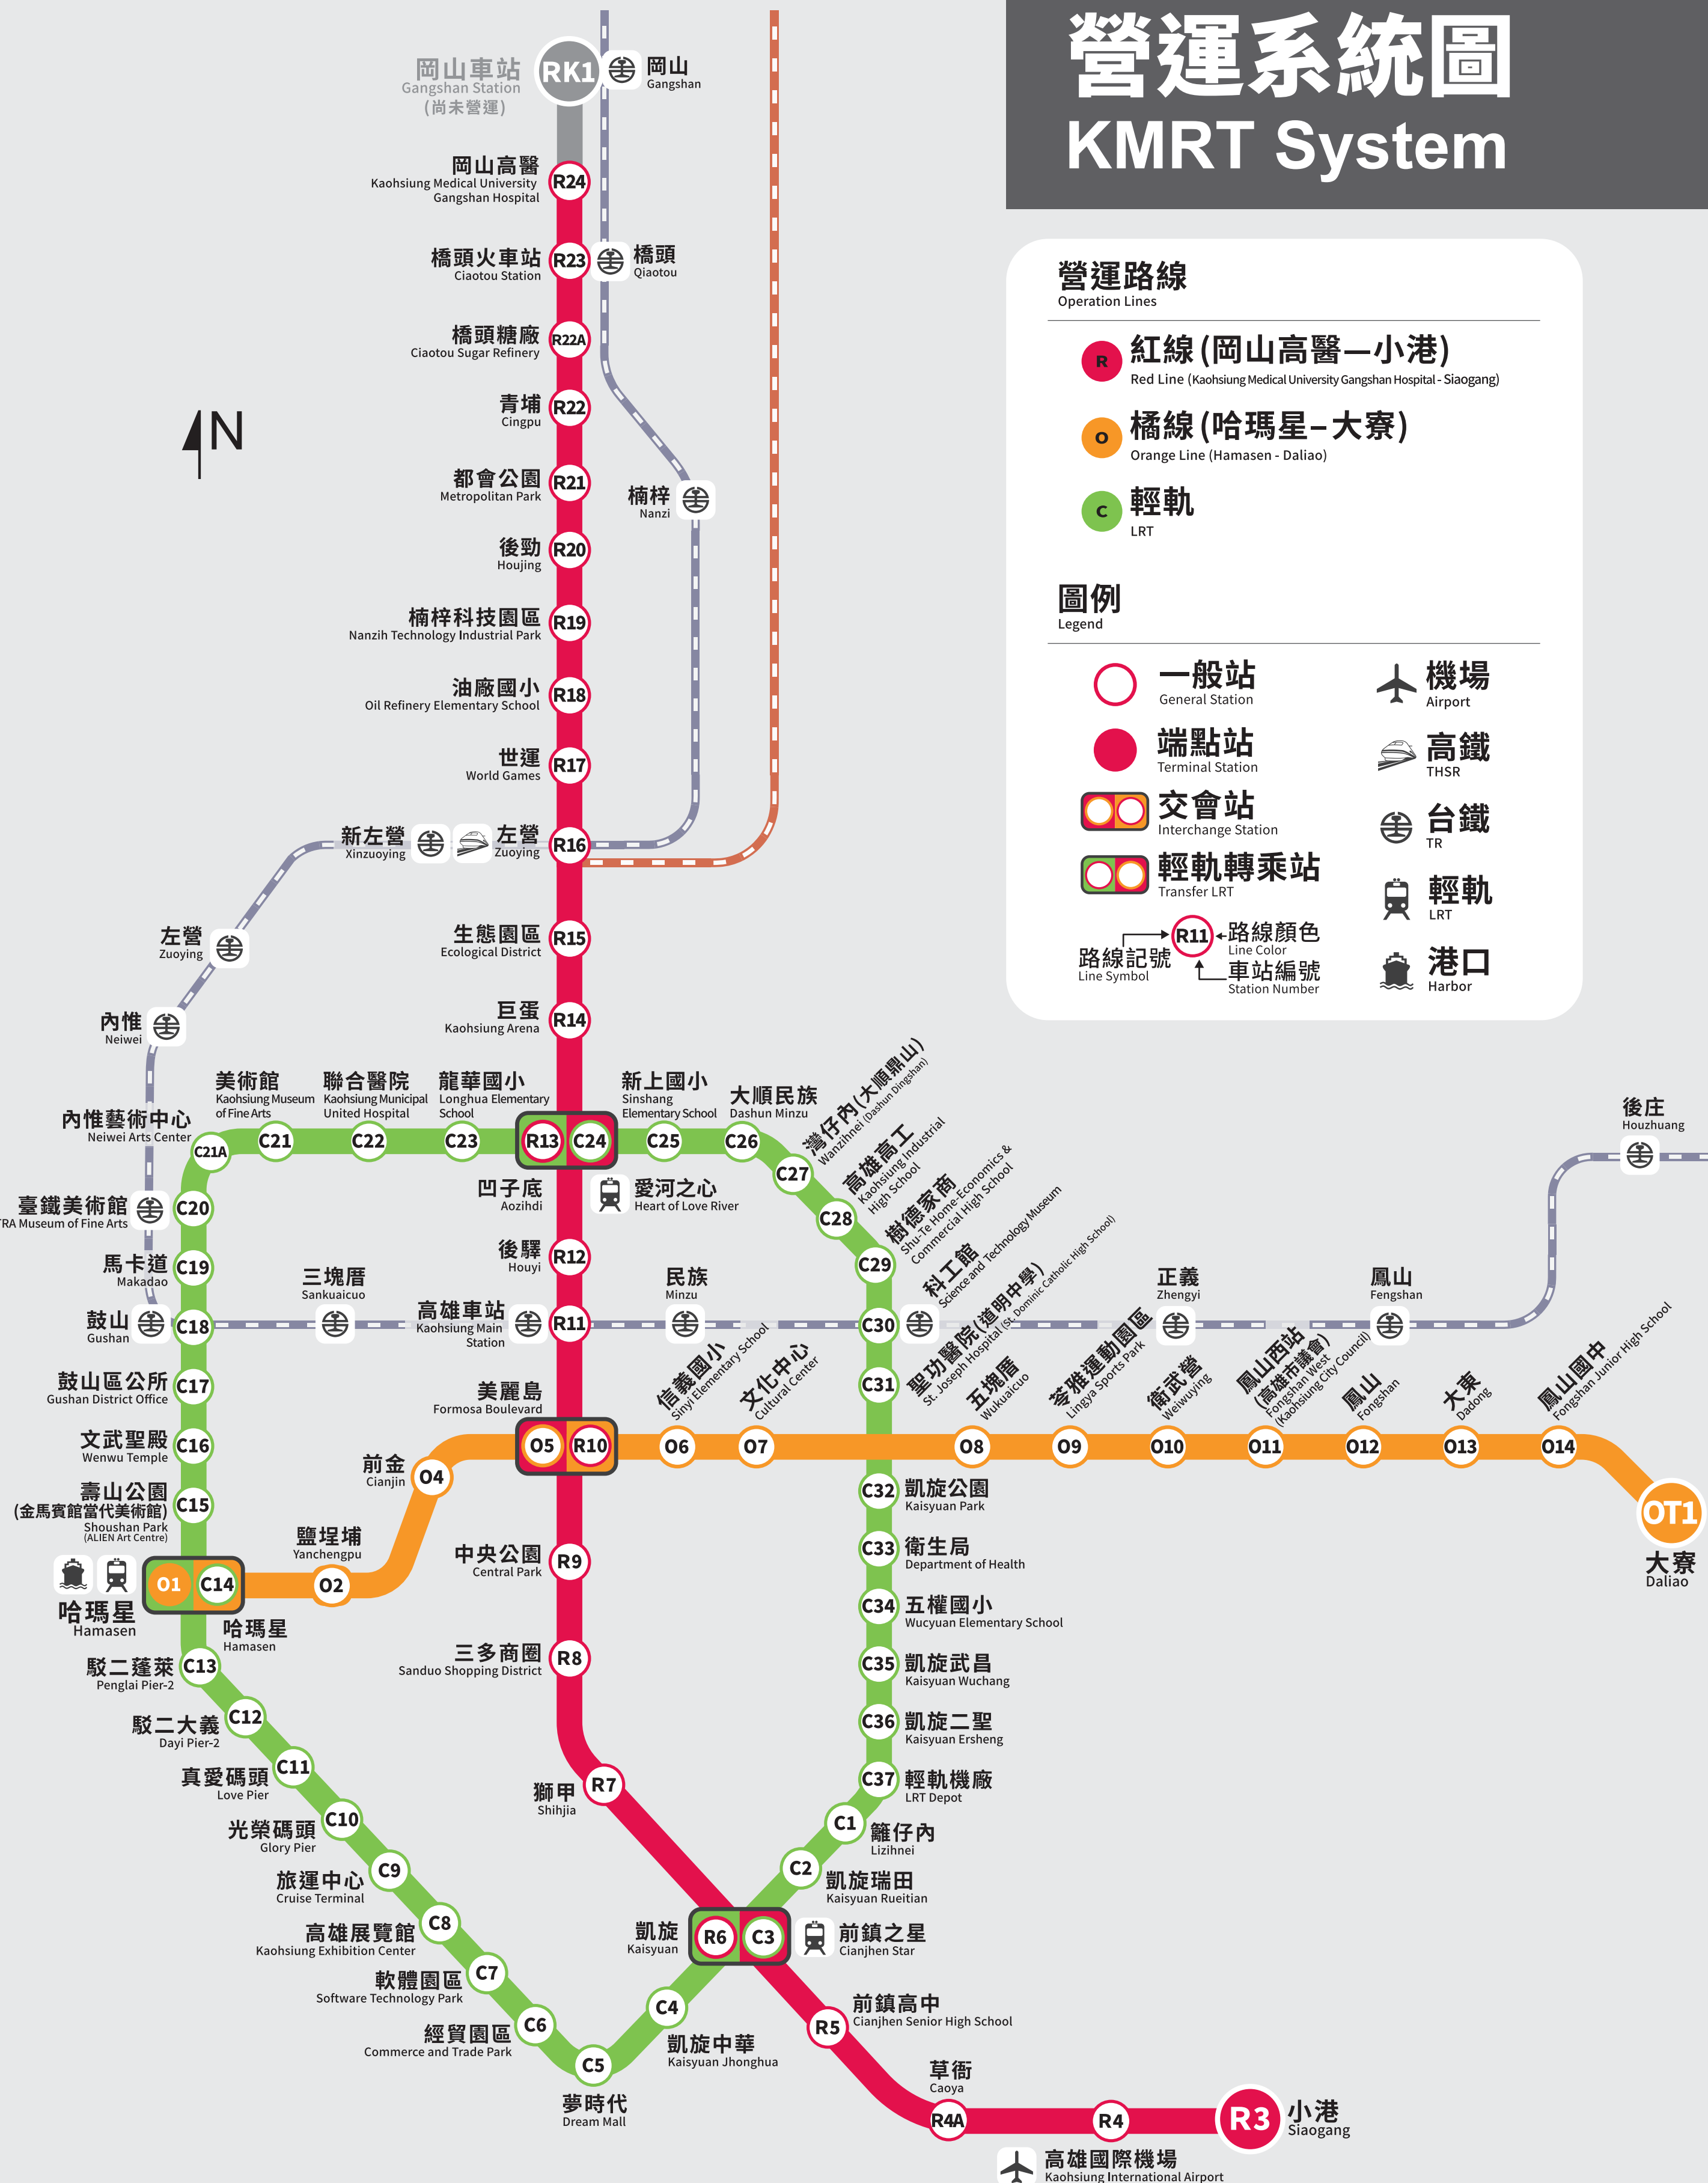 營運系統圖
KMRT System
營運路線
Operation Lines
R
紅線(岡山高醫—小港)
Red Line (Kaohsiung Medical University Gangshan Hospital - Siaogang)
O
橘線(哈瑪星–大寮)
Orange Line (Hamasen - Daliao)
C
輕軌
LRT
圖例
Legend
一般站
General Station
端點站
Terminal Station
交會站
Interchange Station
輕軌轉乘站
Transfer LRT
路線記號
Line Symbol
R11
路線顏色
Line Color
車站編號
Station Number
機場
Airport
高鐵
THSR
台鐵
TR
輕軌
LRT
港口
Harbor
N
岡山車站
Gangshan Station
(尚未營運)
RK1
岡山
Gangshan
岡山高醫
Kaohsiung Medical University
Gangshan Hospital
R24
橋頭火車站
Ciaotou Station
R23
橋頭
Qiaotou
橋頭糖廠
Ciaotou Sugar Refinery
R22A
青埔
Cingpu
R22
都會公園
Metropolitan Park
R21
楠梓
Nanzi
後勁
Houjing
R20
楠梓科技園區
Nanzih Technology Industrial Park
R19
油廠國小
Oil Refinery Elementary School
R18
世運
World Games
R17
新左營
Xinzuoying
左營
Zuoying
R16
左營
Zuoying
生態園區
Ecological District
R15
內惟
Neiwei
巨蛋
Kaohsiung Arena
R14
內惟藝術中心
Neiwei Arts Center
C21A
美術館
Kaohsiung Museum
of Fine Arts
C21
聯合醫院
Kaohsiung Municipal
United Hospital
C22
龍華國小
Longhua Elementary
School
C23
R13
C24
凹子底
Aozihdi
愛河之心
Heart of Love River
新上國小
Sinshang
Elementary School
C25
大順民族
Dashun Minzu
C26
灣仔內(大順鼎山)
Wanzihnei (Dashun Dingshan)
C27
高雄高工
Kaohsiung Industrial
High School
C28
樹德家商
Shu-Te Home-Economics &
Commercial High School
C29
科工館
Science and Technology Museum
C30
聖功醫院(道明中學)
St. Joseph Hospital (St. Dominic Catholic High School)
C31
臺鐵美術館
TRA Museum of Fine Arts
C20
馬卡道
Makadao
C19
鼓山
Gushan
C18
三塊厝
Sankuaicuo
後驛
Houyi
R12
高雄車站
Kaohsiung Main
Station
R11
民族
Minzu
正義
Zhengyi
鳳山
Fengshan
後庄
Houzhuang
鼓山區公所
Gushan District Office
C17
文武聖殿
Wenwu Temple
C16
壽山公園
(金馬賓館當代美術館)
Shoushan Park
(ALIEN Art Centre)
C15
哈瑪星
Hamasen
O1
C14
哈瑪星
Hamasen
鹽埕埔
Yanchengpu
O2
前金
Cianjin
O4
美麗島
Formosa Boulevard
O5
R10
信義國小
Sinyi Elementary School
O6
文化中心
Cultural Center
O7
五塊厝
Wukuaicuo
O8
苓雅運動園區
Lingya Sports Park
O9
衛武營
Weiwuying
O10
鳳山西站
(高雄市議會)
Fongshan West
(Kaohsiung City Council)
O11
鳳山
Fongshan
O12
大東
Dadong
O13
鳳山國中
Fongshan Junior High School
O14
OT1
大寮
Daliao
中央公園
Central Park
R9
三多商圈
Sanduo Shopping District
R8
獅甲
Shihjia
R7
C32
凱旋公園
Kaisyuan Park
C33
衛生局
Department of Health
C34
五權國小
Wucyuan Elementary School
C35
凱旋武昌
Kaisyuan Wuchang
C36
凱旋二聖
Kaisyuan Ersheng
C37
輕軌機廠
LRT Depot
C1
籬仔內
Lizihnei
C2
凱旋瑞田
Kaisyuan Rueitian
凱旋
Kaisyuan
R6
C3
前鎮之星
Cianjhen Star
駁二蓬萊
Penglai Pier-2
C13
駁二大義
Dayi Pier-2
C12
真愛碼頭
Love Pier
C11
光榮碼頭
Glory Pier
C10
旅運中心
Cruise Terminal
C9
高雄展覽館
Kaohsiung Exhibition Center
C8
軟體園區
Software Technology Park
C7
經貿園區
Commerce and Trade Park
C6
C5
夢時代
Dream Mall
C4
凱旋中華
Kaisyuan Jhonghua
R5
前鎮高中
Cianjhen Senior High School
草衙
Caoya
R4A
R4
高雄國際機場
Kaohsiung International Airport
R3
小港
Siaogang